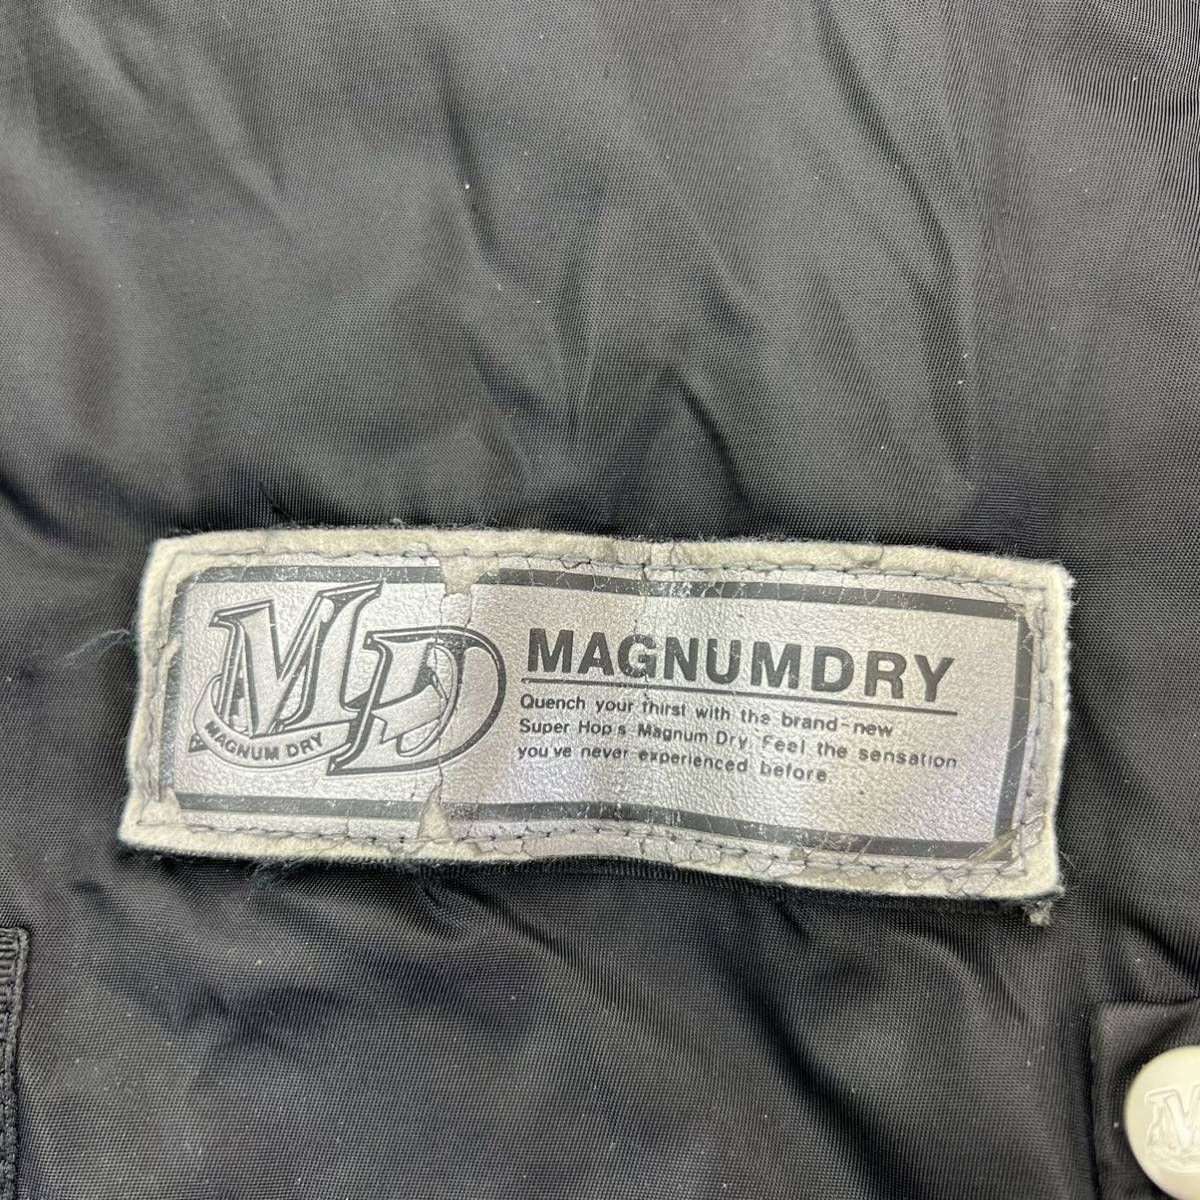 MD
MAGNUM DRY
MAGNUMDRY
Quench your thirst with the brand-new
Super Hop's Magnum Dry. Feel the sensation
you've never experienced before
M